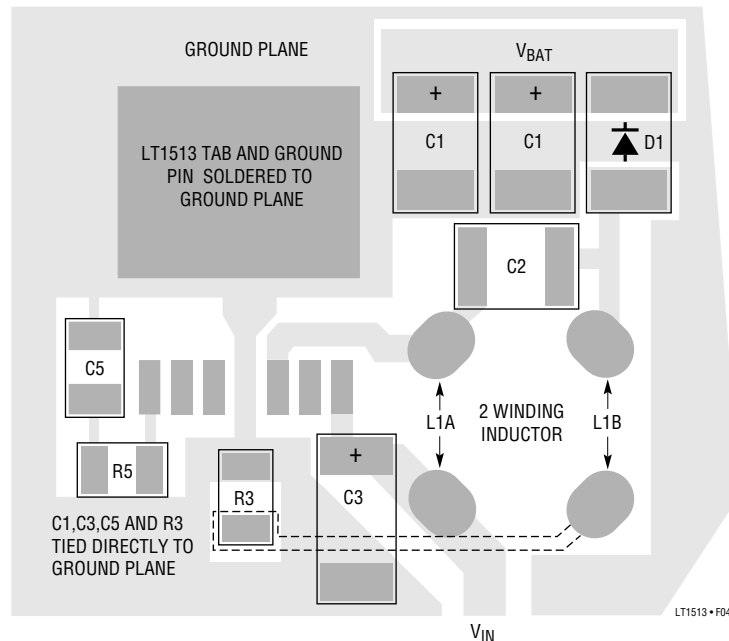 GROUND PLANE
VBAT
+
+
LT1513 TAB AND GROUND
PIN SOLDERED TO
GROUND PLANE
C1
C1
D1
C2
C5
L1A
2 WINDING
INDUCTOR
L1B
+
R5
R3
C3
C1,C3,C5 AND R3
TIED DIRECTLY TO
GROUND PLANE
LT1513 • F04
VIN